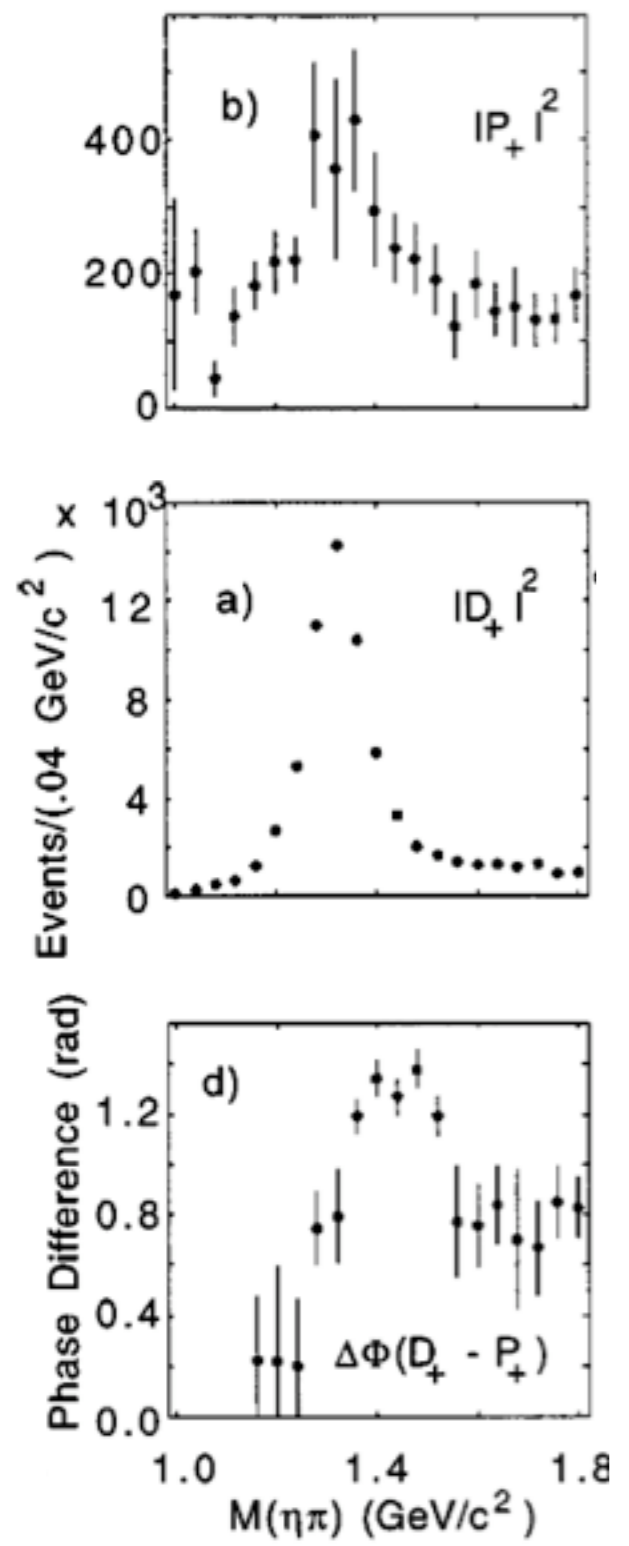 b) |P₊|²
400
200
0
Events/(.04 GeV/c²) × 10³
a) |D₊|²
12
8
4
0
Phase Difference (rad)
d)
1.2
0.8
0.4
0.0
ΔΦ(D₊ - P₊)
1.0 1.4 1.8
M(ηπ) (GeV/c²)